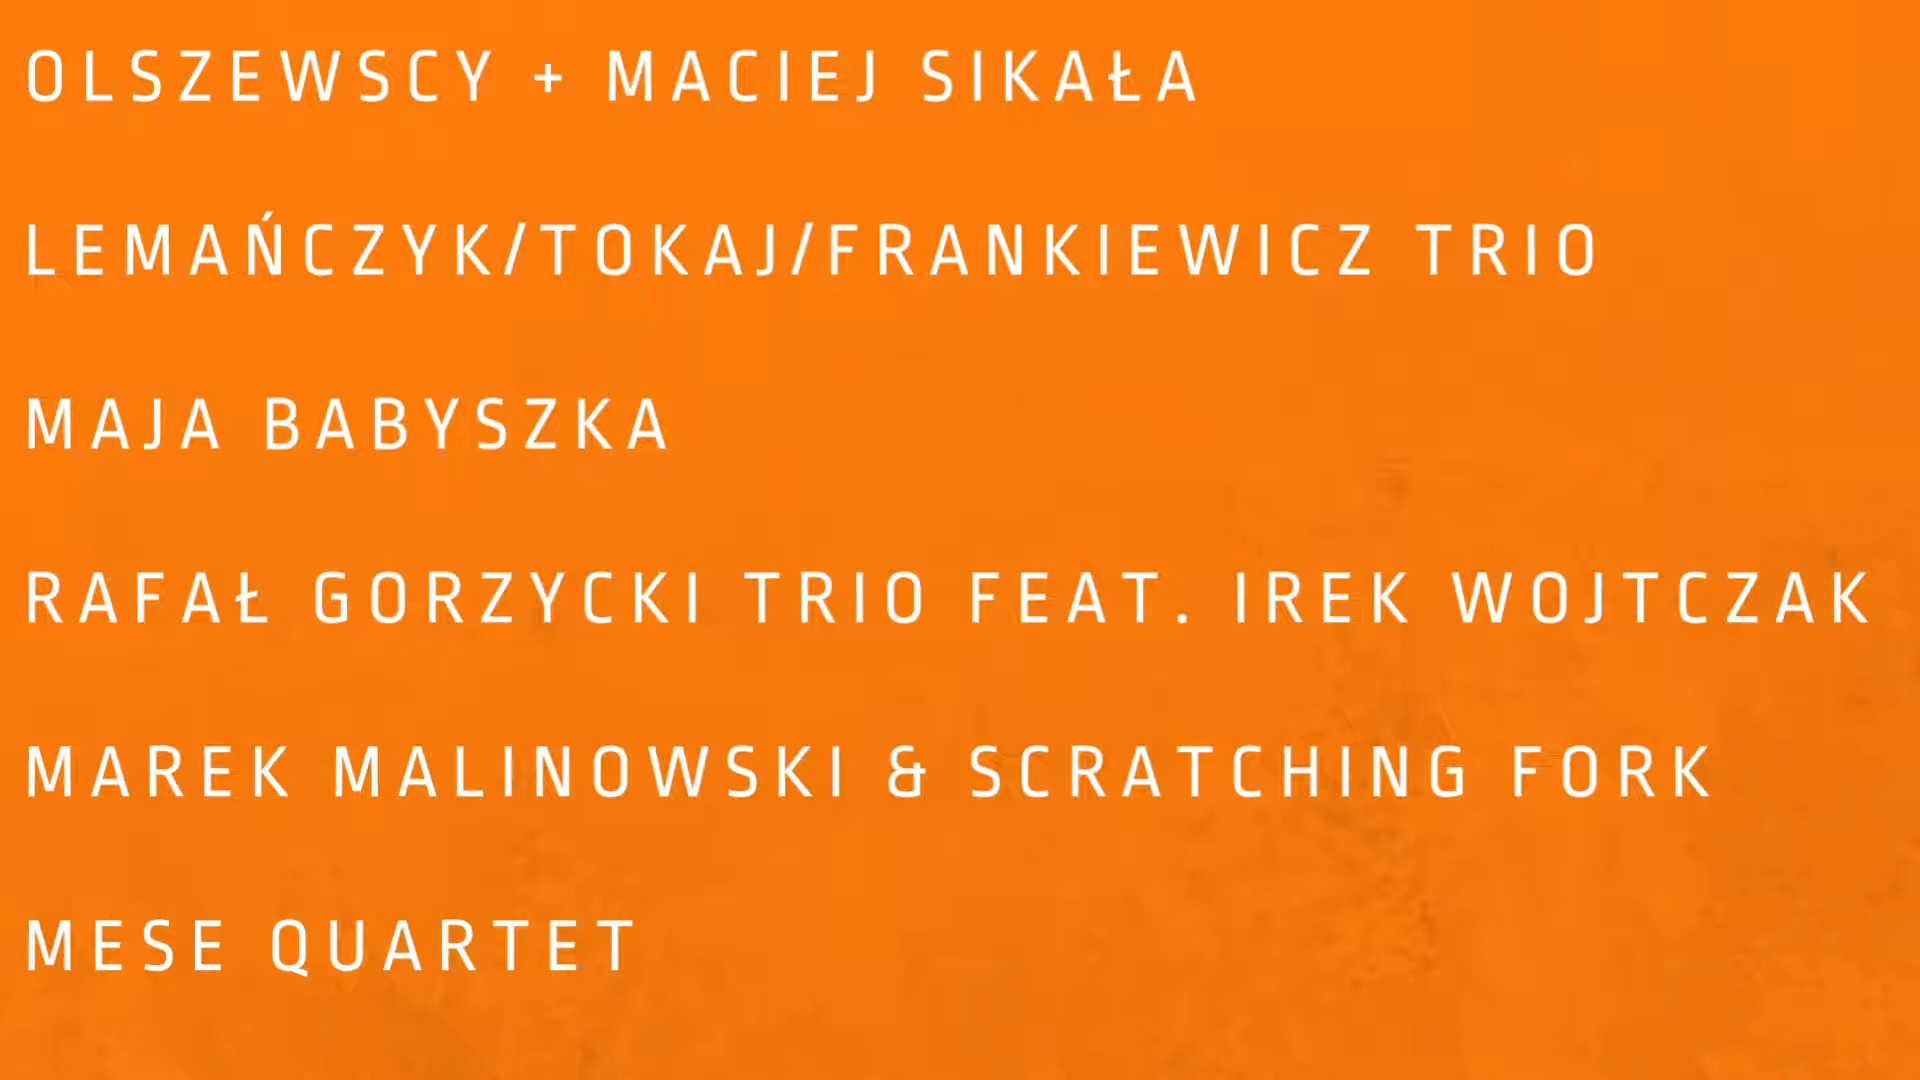 OLSZEWSCY + MACIEJ SIKAŁA
LEMAŃCZYK/TOKAJ/FRANKIEWICZ TRIO
MAJA BABYSZKA
RAFAŁ GORZYCKI TRIO FEAT. IREK WOJTCZAK
MAREK MALINOWSKI & SCRATCHING FORK
MESE QUARTET